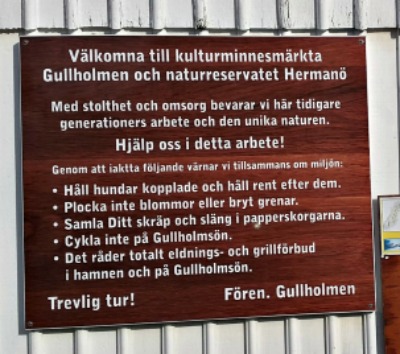 Välkomna till kulturminnesmärkta
Gullholmen och naturreservatet Hermanö
Med stolthet och omsorg bevarar vi här tidigare
generationers arbete och den unika naturen.
Hjälp oss i detta arbete!
Genom att iaktta följande värnar vi tillsammans om miljön:
• Håll hundar kopplade och håll rent efter dem.
• Plocka inte blommor eller bryt grenar.
• Samla Ditt skräp och släng i papperskorgarna.
• Cykla inte på Gullholmsön.
• Det råder totalt eldnings- och grillförbud
i hamnen och på Gullholmsön.
Trevlig tur! Fören. Gullholmen